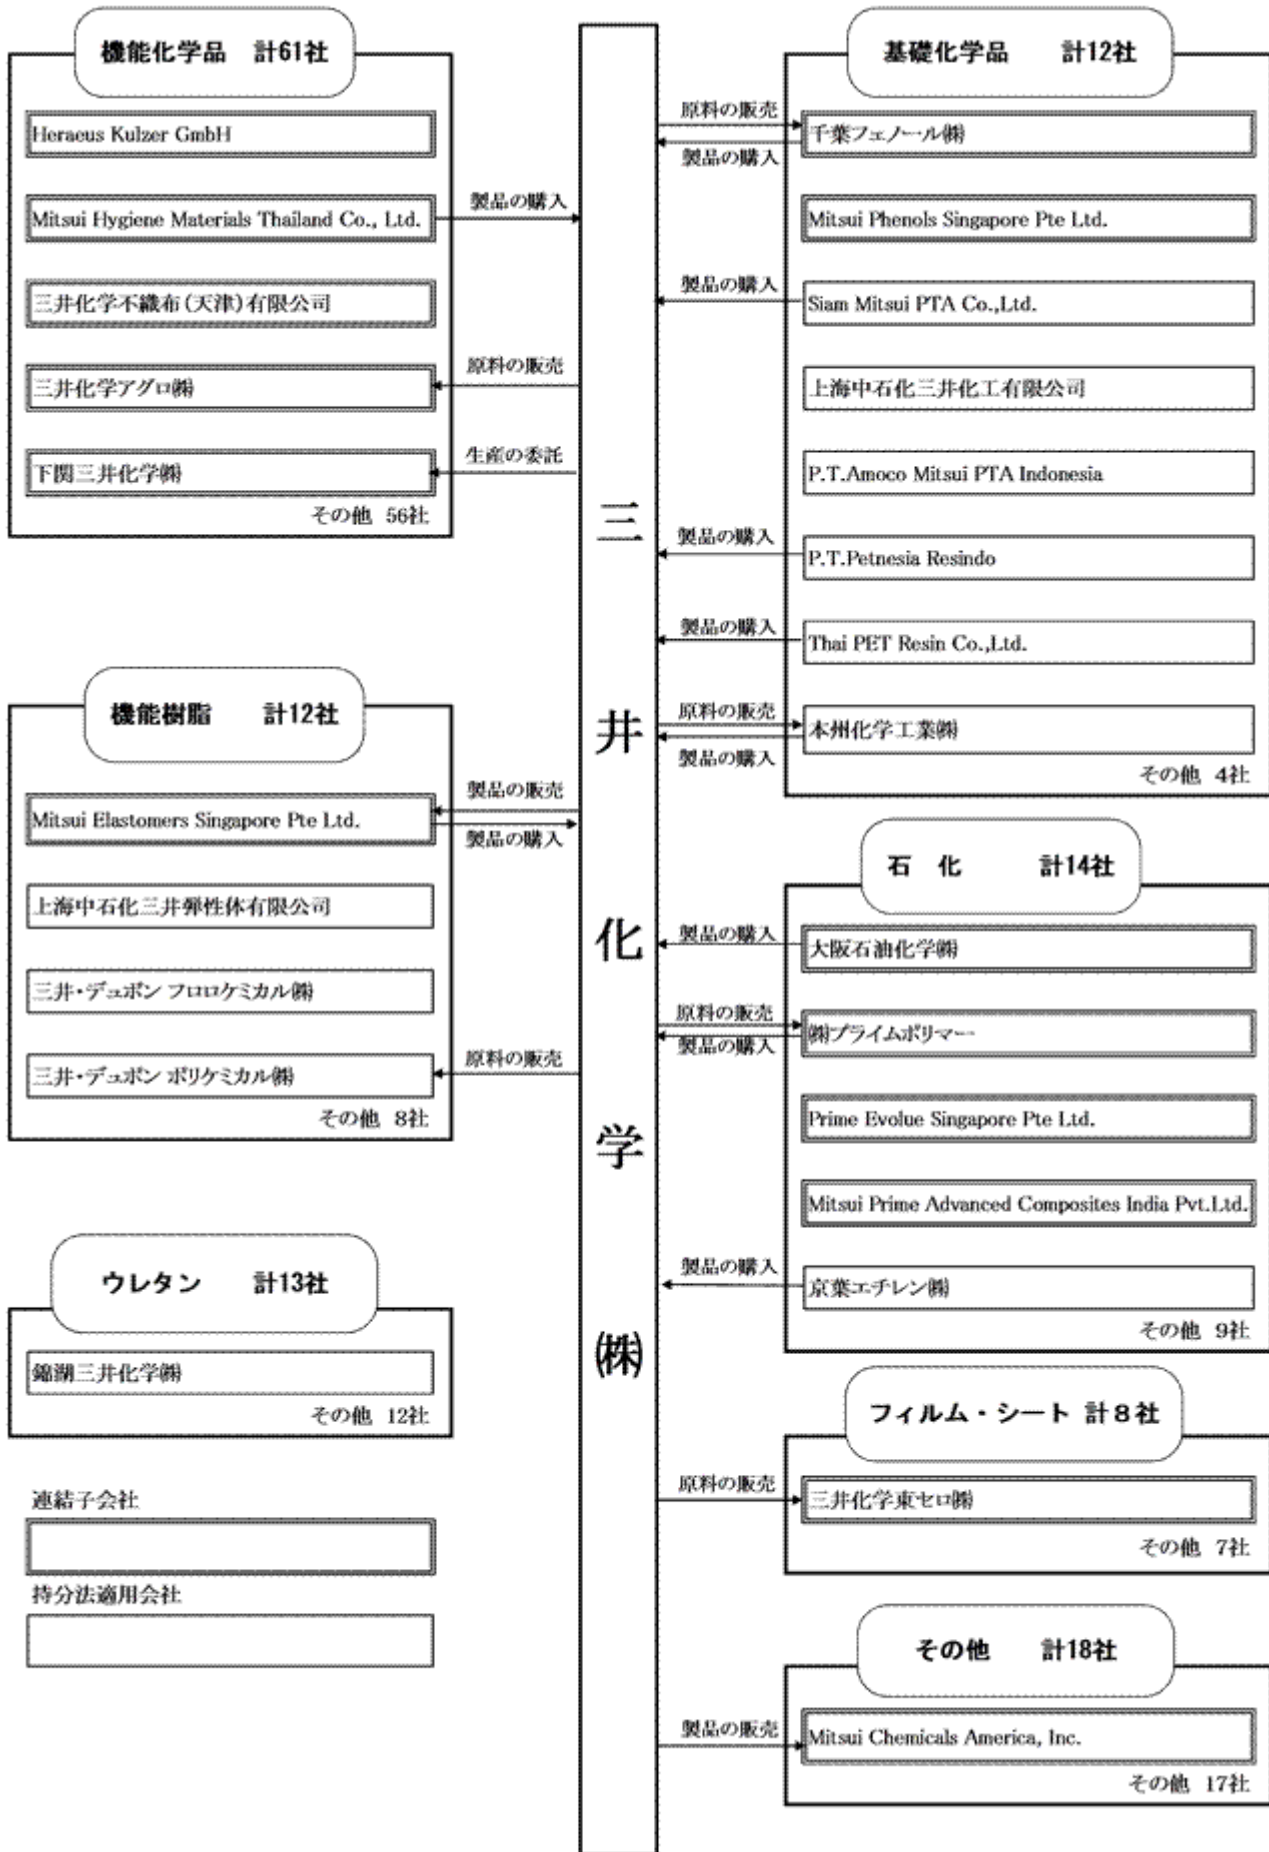 機能化学品 計61社
Heraeus Kulzer GmbH
Mitsui Hygiene Materials Thailand Co., Ltd.
製品の購入
三井化学不織布(天津)有限公司
三井化学アグロ㈱
原料の販売
下関三井化学㈱
生産の委託
その他 56社
機能樹脂 計12社
Mitsui Elastomers Singapore Pte Ltd.
製品の販売
製品の購入
上海中石化三井弾性体有限公司
三井・デュポン フロロケミカル㈱
三井・デュポン ポリケミカル㈱
原料の販売
その他 8社
ウレタン 計13社
錦湖三井化学㈱
その他 12社
連結子会社
持分法適用会社
三井化学㈱
基礎化学品 計12社
原料の販売
千葉フェノール㈱
製品の購入
Mitsui Phenols Singapore Pte Ltd.
製品の購入
Siam Mitsui PTA Co.,Ltd.
上海中石化三井化工有限公司
P.T.Amoco Mitsui PTA Indonesia
製品の購入
P.T.Petnesia Resindo
製品の購入
Thai PET Resin Co.,Ltd.
原料の販売
本州化学工業㈱
製品の購入
その他 4社
石 化 計14社
製品の購入
大阪石油化学㈱
原料の販売
㈱プライムポリマー
製品の購入
Prime Evolue Singapore Pte Ltd.
Mitsui Prime Advanced Composites India Pvt.Ltd.
製品の購入
京葉エチレン㈱
その他 9社
フィルム・シート 計8社
原料の販売
三井化学東セロ㈱
その他 7社
その他 計18社
製品の販売
Mitsui Chemicals America, Inc.
その他 17社